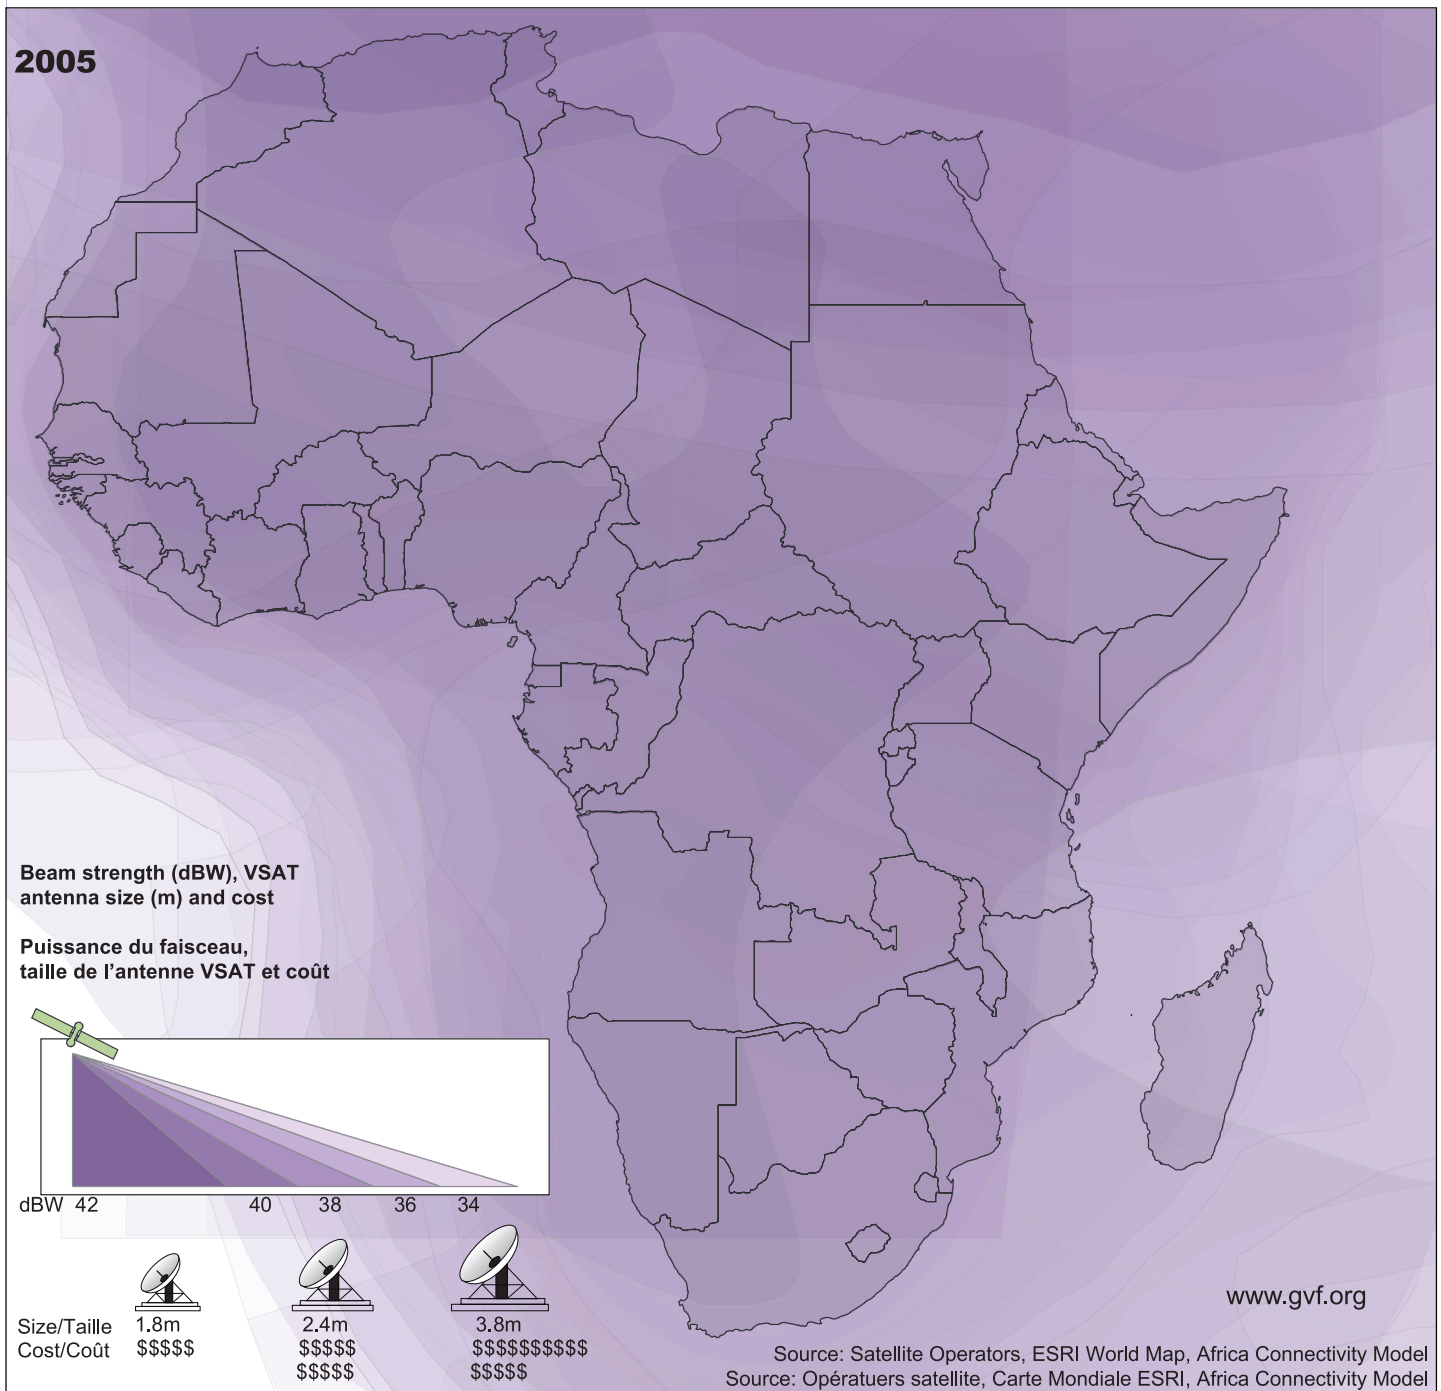 2005
Beam strength (dBW), VSAT
antenna size (m) and cost
Puissance du faisceau,
taille de l'antenne VSAT et coût
dBW 42 40 38 36 34
Size/Taille 1.8m 2.4m 3.8m
Cost/Coût $$$$$ $$$$$ $$$$$$$$$$
$$$$$ $$$$$
www.gvf.org
Source: Satellite Operators, ESRI World Map, Africa Connectivity Model
Source: Opératuers satellite, Carte Mondiale ESRI, Africa Connectivity Model